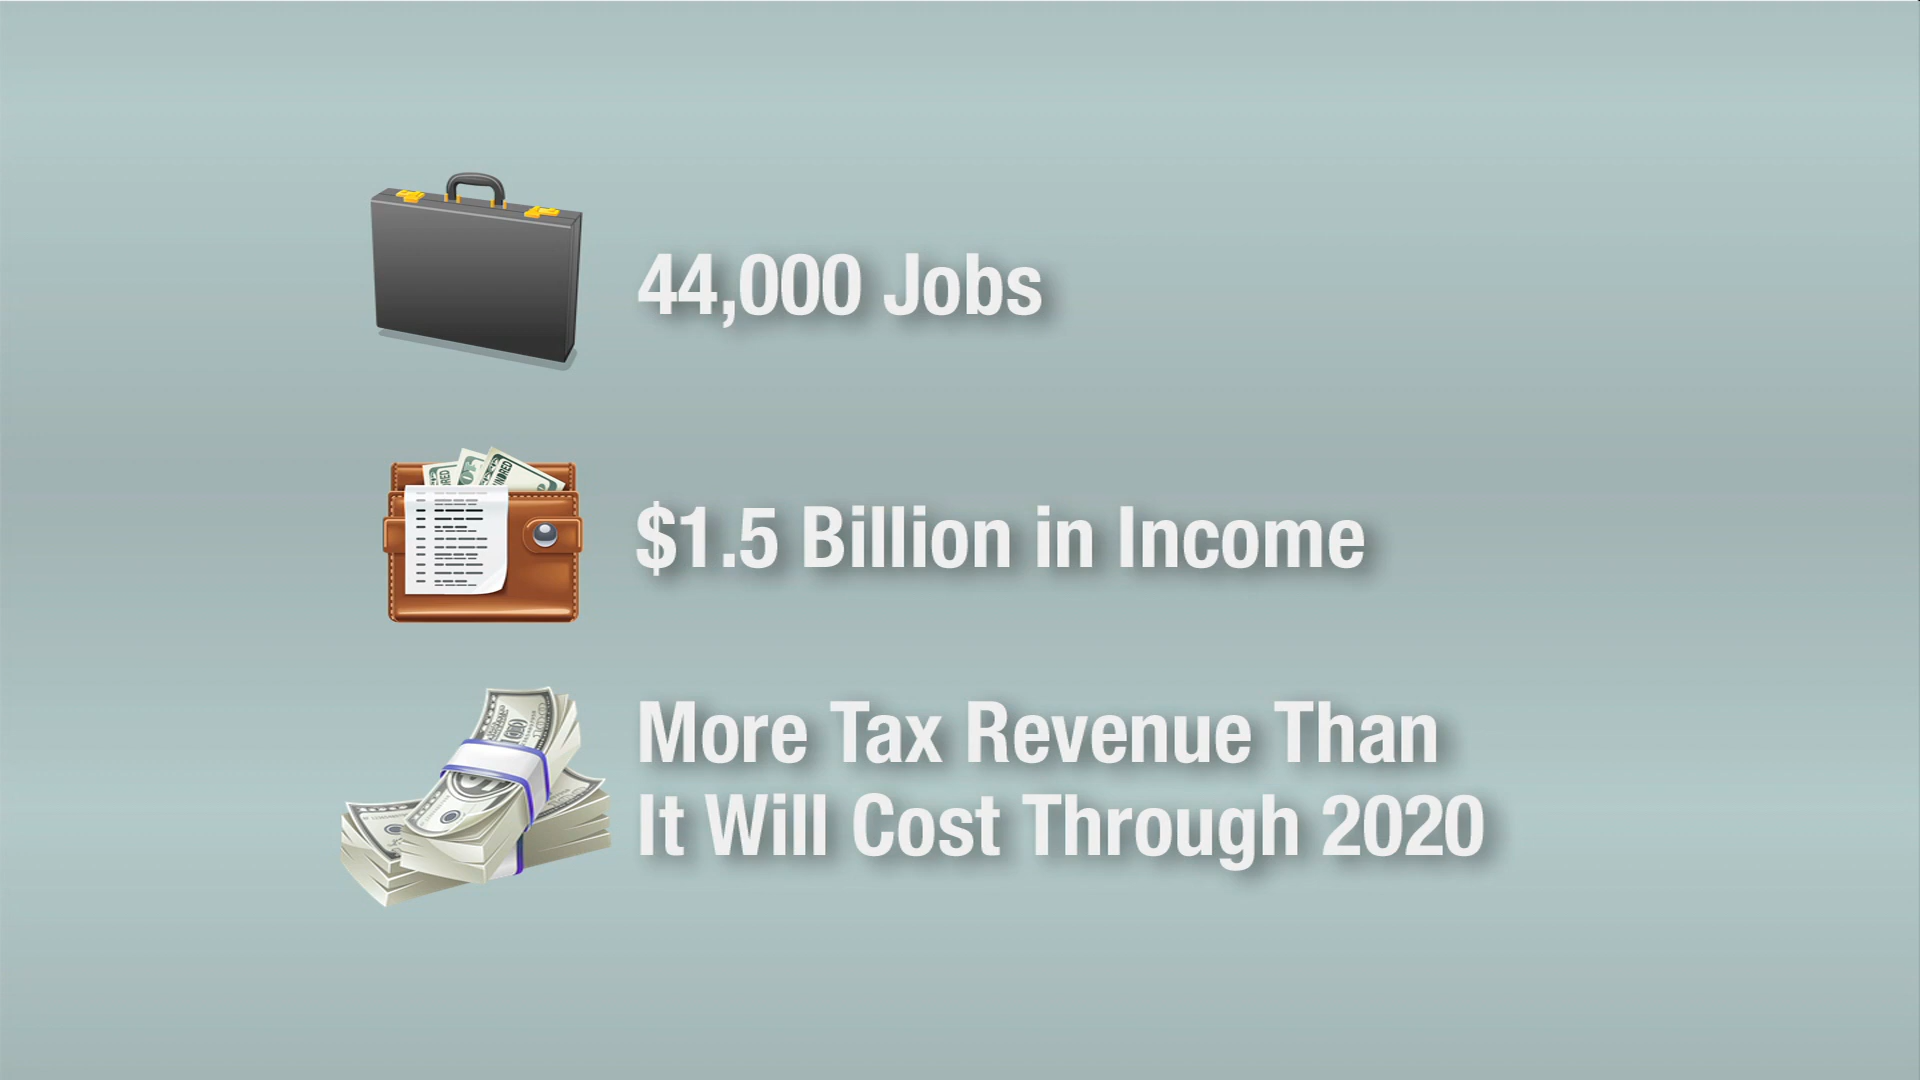 44,000 Jobs
$1.5 Billion in Income
More Tax Revenue Than
It Will Cost Through 2020